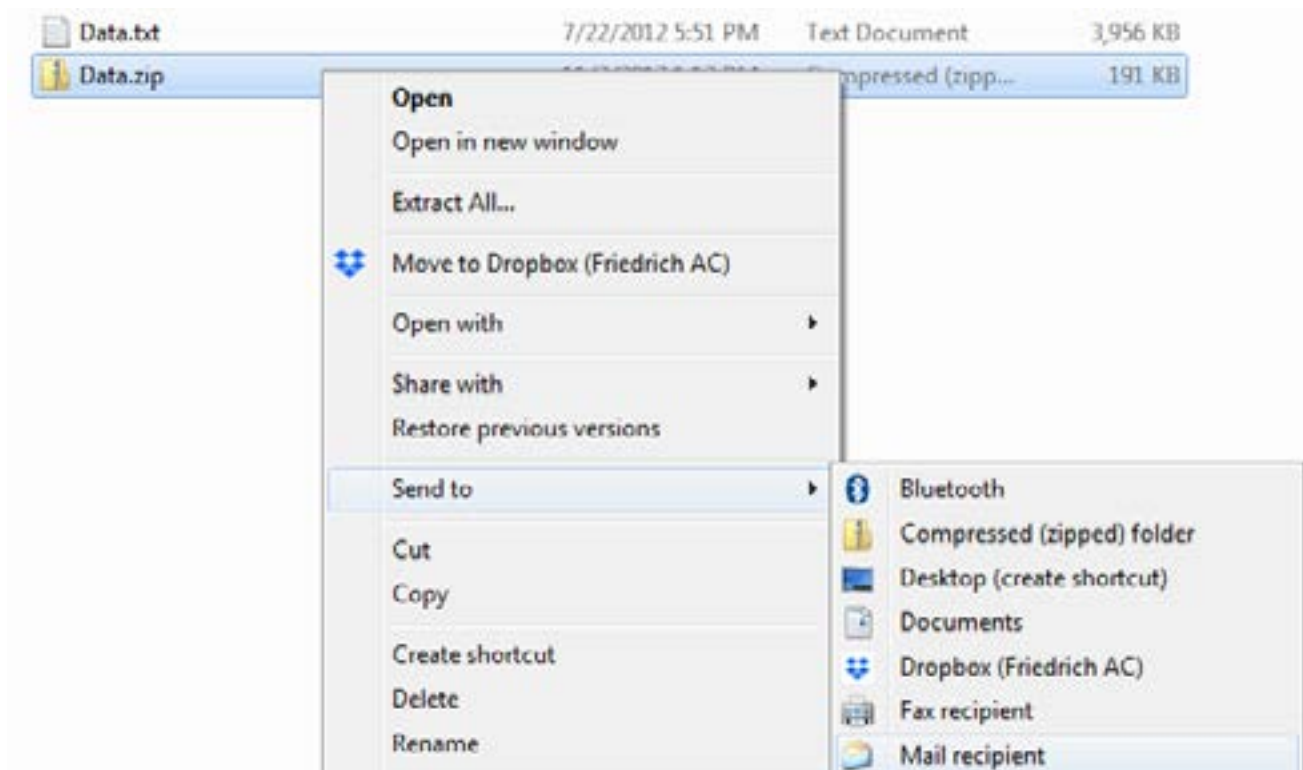 Data.txt 7/22/2012 5:51 PM Text Document 3,956 KB
Data.zip mpressed (zipp... 191 KB
Open
Open in new window
Extract All...
Move to Dropbox (Friedrich AC)
Open with
Share with
Restore previous versions
Send to
Cut
Copy
Create shortcut
Delete
Rename
Bluetooth
Compressed (zipped) folder
Desktop (create shortcut)
Documents
Dropbox (Friedrich AC)
Fax recipient
Mail recipient